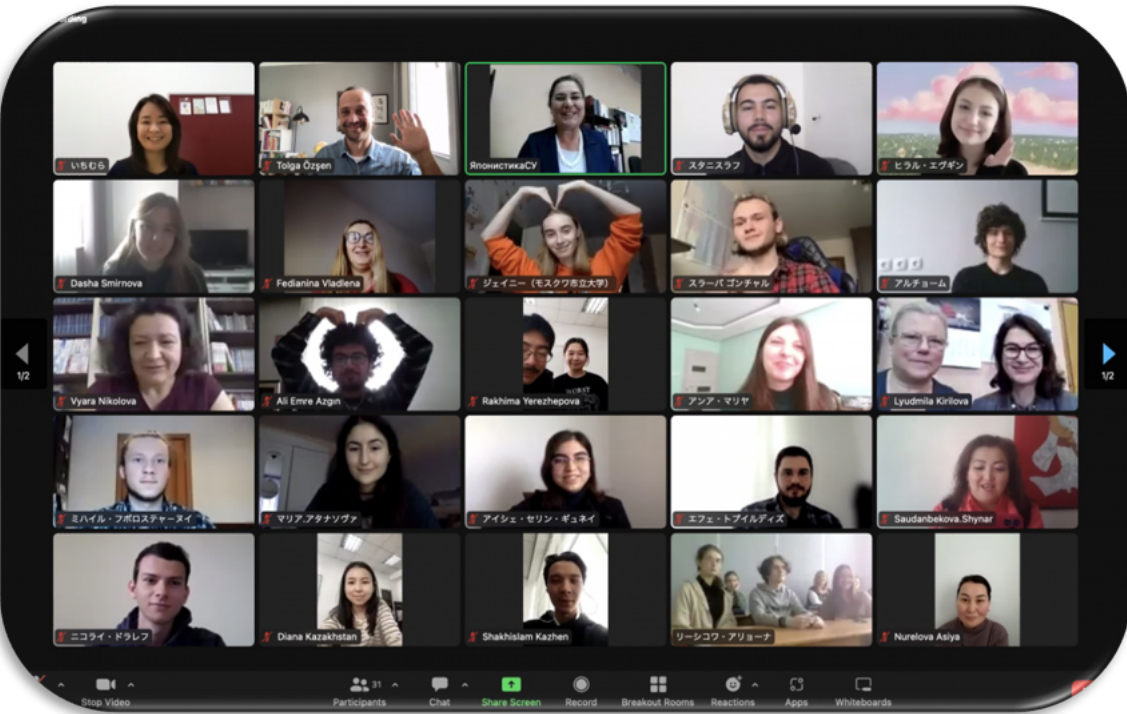 いちむら
Tolga Özşen
ЯпонистикаСУ
スタニスラフ
ヒラル・エヴギン
Dasha Smirnova
Fedianina Vladlena
ジェイニー（モスクワ市立大学）
スラーバ ゴンチャル
アルチョーム
Vyara Nikolova
Ali Emre Azgın
Rakhima Yerezhepova
アンア・マリヤ
Lyudmila Kirilova
1/2
1/2
ミハイル・フボロスチャーヌイ
マリア.アタナソヴァ
アイシェ・セリン・ギュネイ
エフェ・トプイルディズ
Saudanbekova.Shynar
ニコライ・ドラレフ
Diana Kazakhstan
Shakhislam Kazhen
リーシコワ・アリョーナ
Nurelova Asiya
31
Stop Video
Participants
Chat
Share Screen
Record
Breakout Rooms
Reactions
Apps
Whiteboards